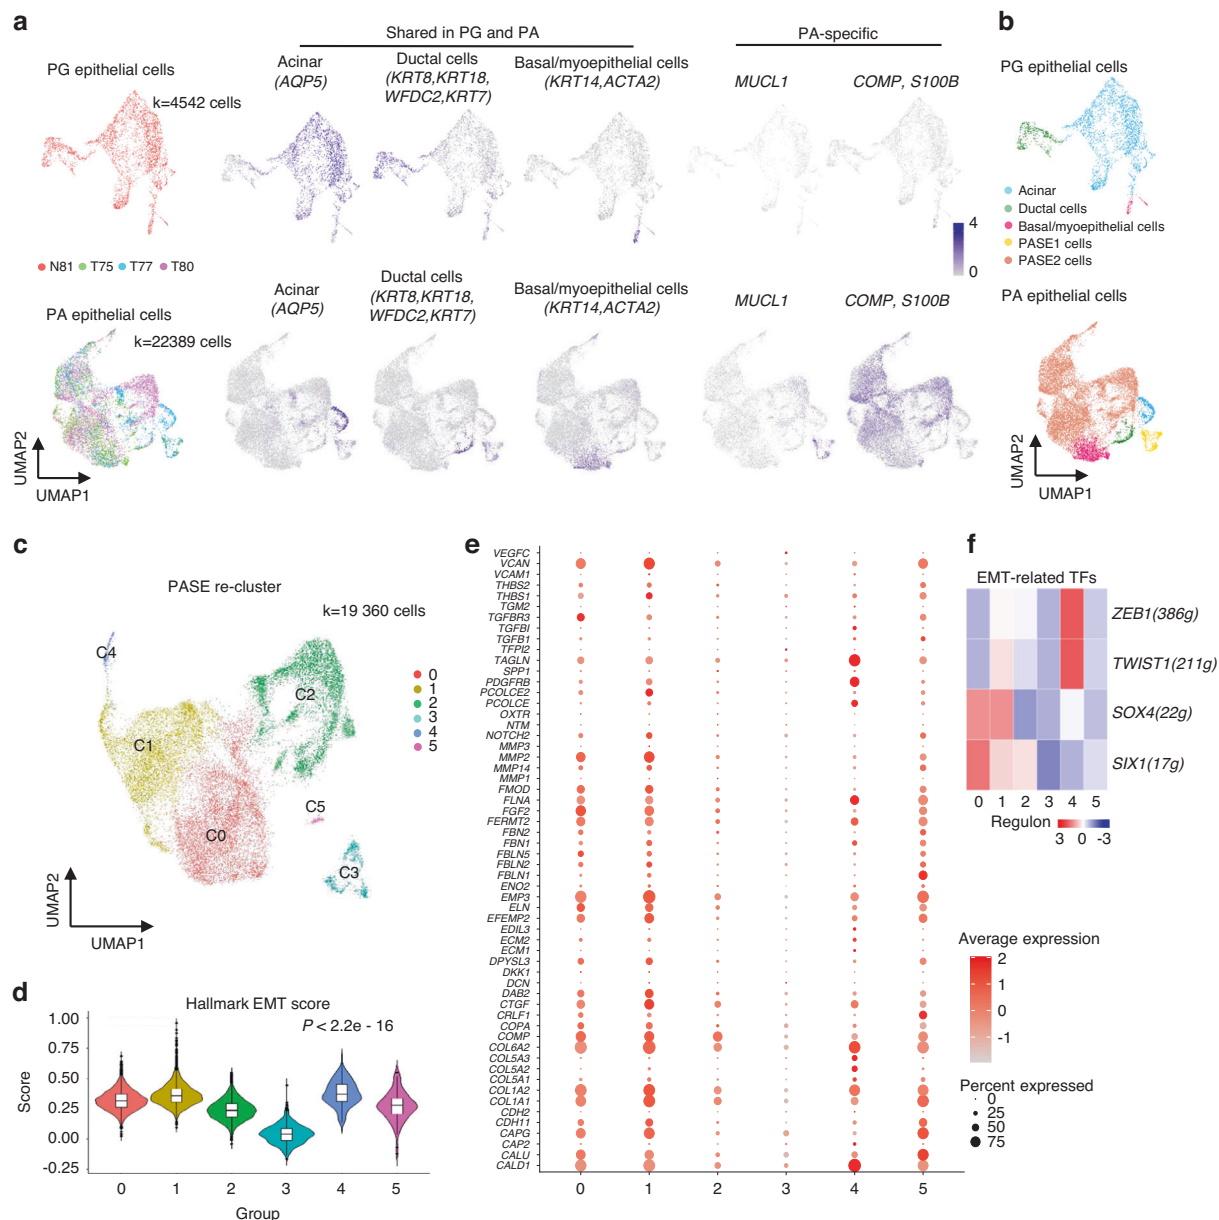 a
Shared in PG and PA
PA-specific
PG epithelial cells
k=4542 cells
Acinar
(AQP5)
Ductal cells
(KRT8,KRT18,
WFDC2,KRT7)
Basal/myoepithelial cells
(KRT14,ACTA2)
MUCL1
COMP, S100B
4
0
N81
T75
T77
T80
PA epithelial cells
k=22389 cells
Acinar
(AQP5)
Ductal cells
(KRT8,KRT18,
WFDC2,KRT7)
Basal/myoepithelial cells
(KRT14,ACTA2)
MUCL1
COMP, S100B
UMAP2
UMAP1
b
PG epithelial cells
Acinar
Ductal cells
Basal/myoepithelial cells
PASE1 cells
PASE2 cells
PA epithelial cells
UMAP2
UMAP1
c
PASE re-cluster
k=19 360 cells
C4
C2
C1
C5
C0
C3
0
1
2
3
4
5
UMAP2
UMAP1
d
Hallmark EMT score
P < 2.2e - 16
1.00
0.75
0.50
0.25
0.00
-0.25
Score
0 1 2 3 4 5
Group
e
VEGFC
VCAN
VCAM1
THBS2
THBS1
TGM2
TGFBR3
TGFBI
TGFB1
TFPI2
TAGLN
SPP1
PDGFRB
PCOLCE2
PCOLCE
OXTR
NTM
NOTCH2
MMP3
MMP2
MMP14
MMP1
FMOD
FLNA
FGF2
FERMT2
FBN2
FBN1
FBLN5
FBLN2
FBLN1
ENO2
EMP3
ELN
EFEMP2
EDIL3
ECM2
ECM1
DPYSL3
DKK1
DCN
DAB2
CTGF
CRLF1
COPA
COMP
COL6A2
COL5A3
COL5A2
COL5A1
COL1A2
COL1A1
CDH2
CDH11
CAPG
CAP2
CALU
CALD1
0 1 2 3 4 5
f
EMT-related TFs
ZEB1(386g)
TWIST1(211g)
SOX4(22g)
SIX1(17g)
0 1 2 3 4 5
Regulon
3 0 -3
Average expression
2
1
0
-1
Percent expressed
0
25
50
75